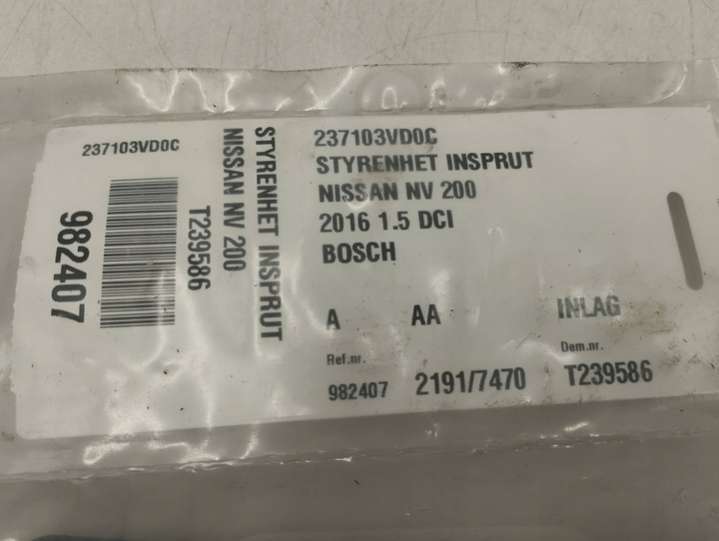 237103VD0C
982407
T239586
NISSAN NV 200
STYRENHET INSPRUT
237103VD0C
STYRENHET INSPRUT
NISSAN NV 200
2016 1.5 DCI
BOSCH
A AA INLAG
Ref.nr. Dem.nr.
982407 2191/7470 T239586